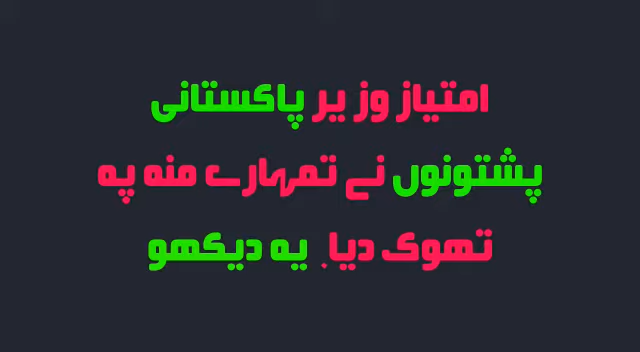 امتیاز وزیر پاکستانی
پشتونوں نے تمہارے منہ پہ
تھوک دیا. یہ دیکھو